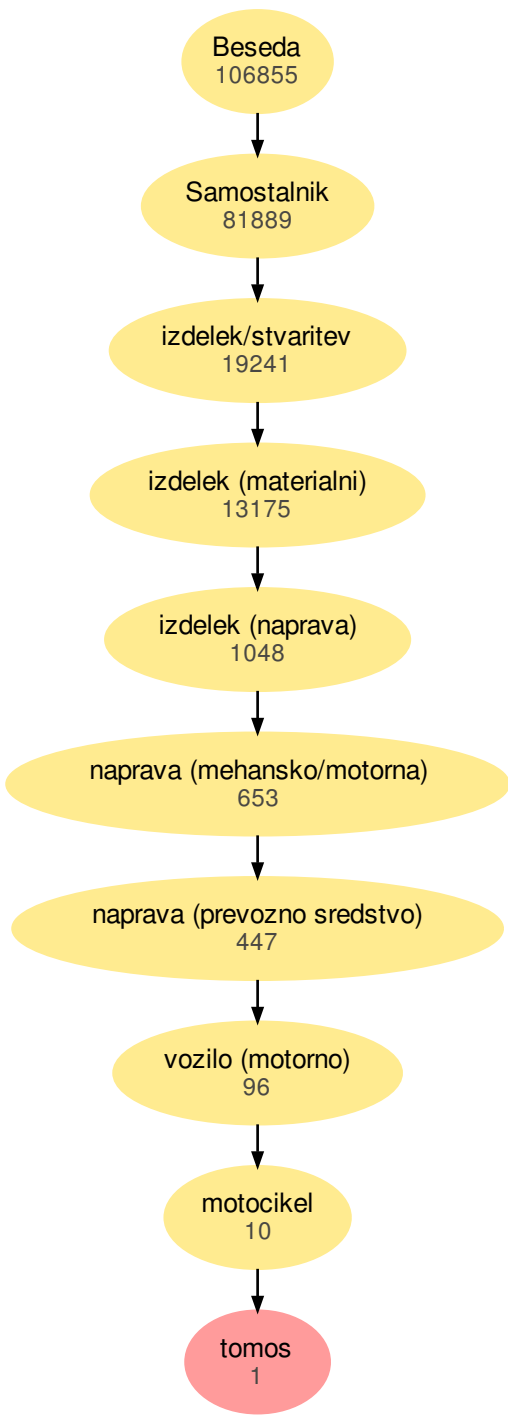 Beseda
106855
Samostalnik
81889
izdelek/stvaritev
19241
izdelek (materialni)
13175
izdelek (naprava)
1048
naprava (mehansko/motorna)
653
naprava (prevozno sredstvo)
447
vozilo (motorno)
96
motocikel
10
tomos
1